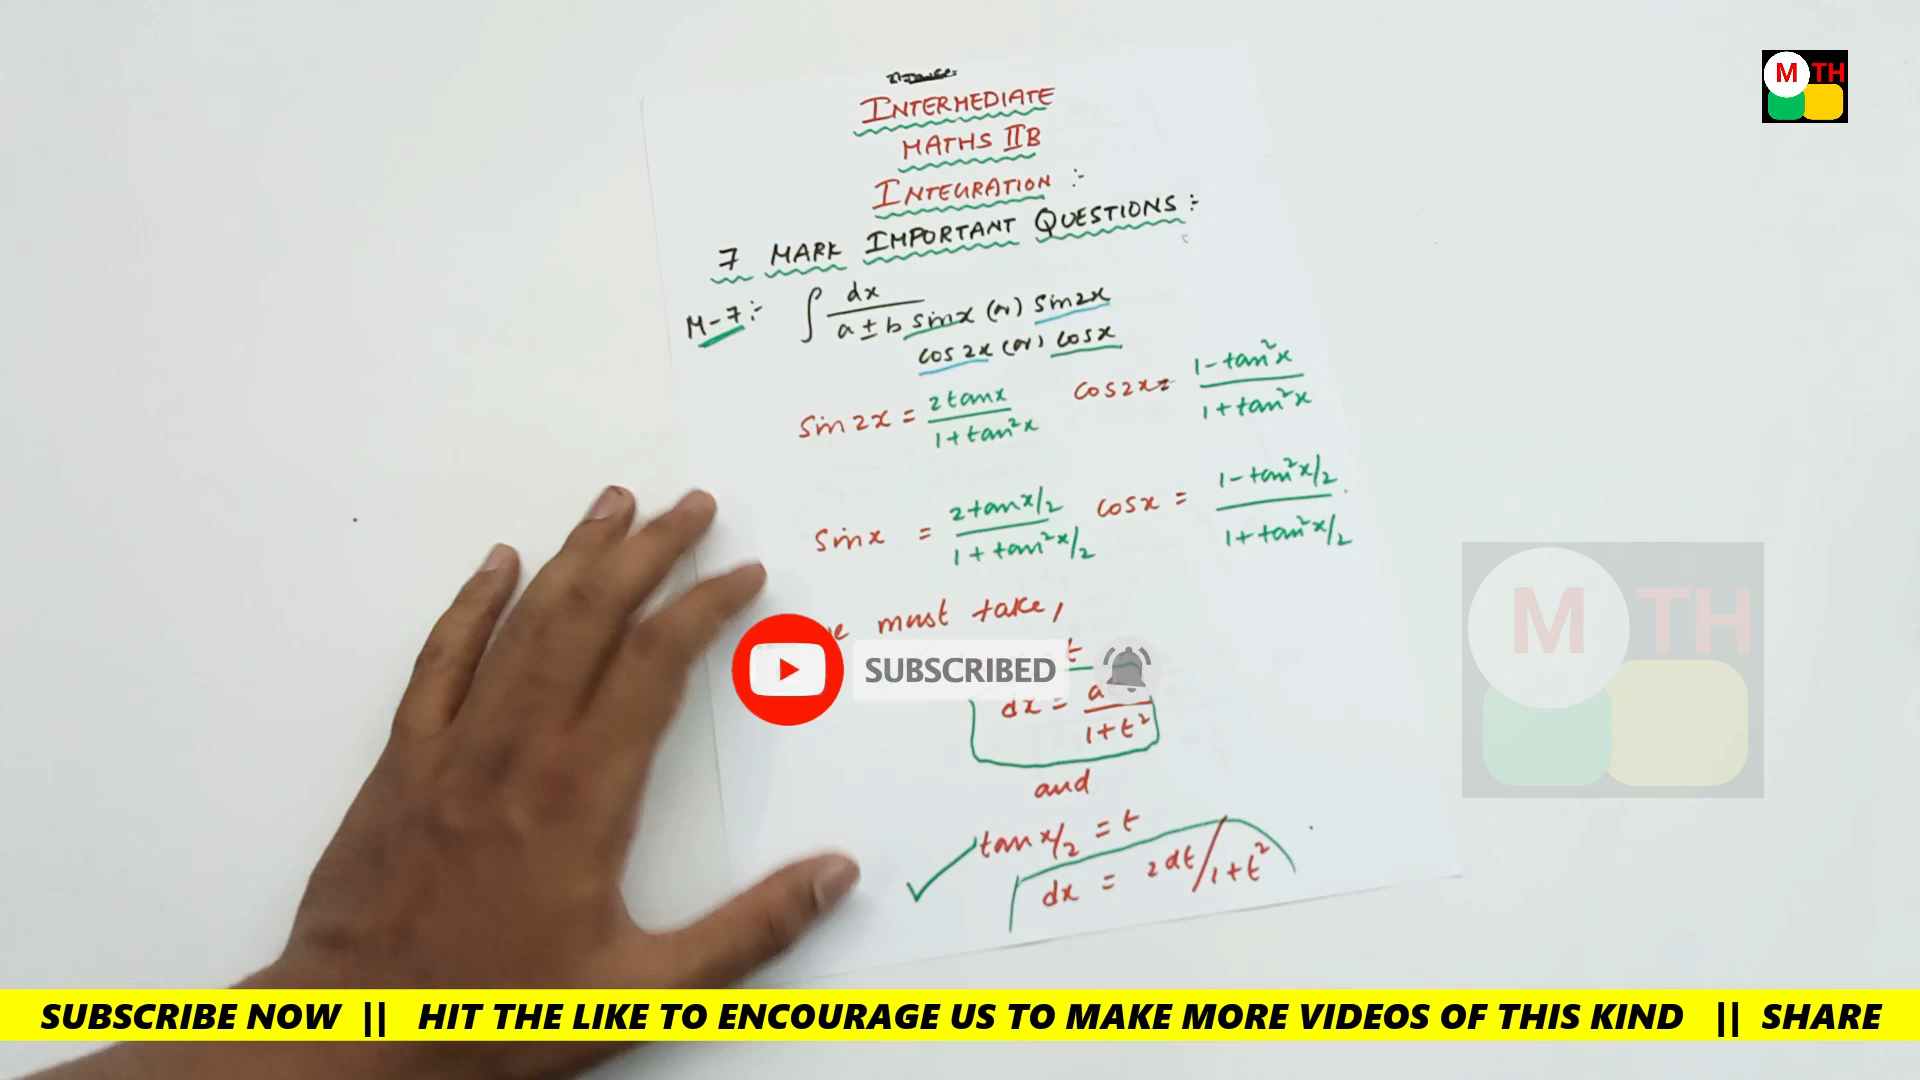 INTERMEDIATE
MATHS IIB
INTEGRATION :-
7 MARK IMPORTANT QUESTIONS :-
M-7 :- ∫ dx / a ± b sinx (or) sin2x
cos2x (or) cosx
sin2x = 2tanx / 1+tan²x cos2x = 1-tan²x / 1+tan²x
sinx = 2tanx/2 / 1+tan²x/2 cosx = 1-tan²x/2 / 1+tan²x/2
must take,
t
dx = / 1+t²
and
tanx/2 = t
dx = 2dt/1+t²
SUBSCRIBED
M TH
M TH
SUBSCRIBE NOW || HIT THE LIKE TO ENCOURAGE US TO MAKE MORE VIDEOS OF THIS KIND || SHARE